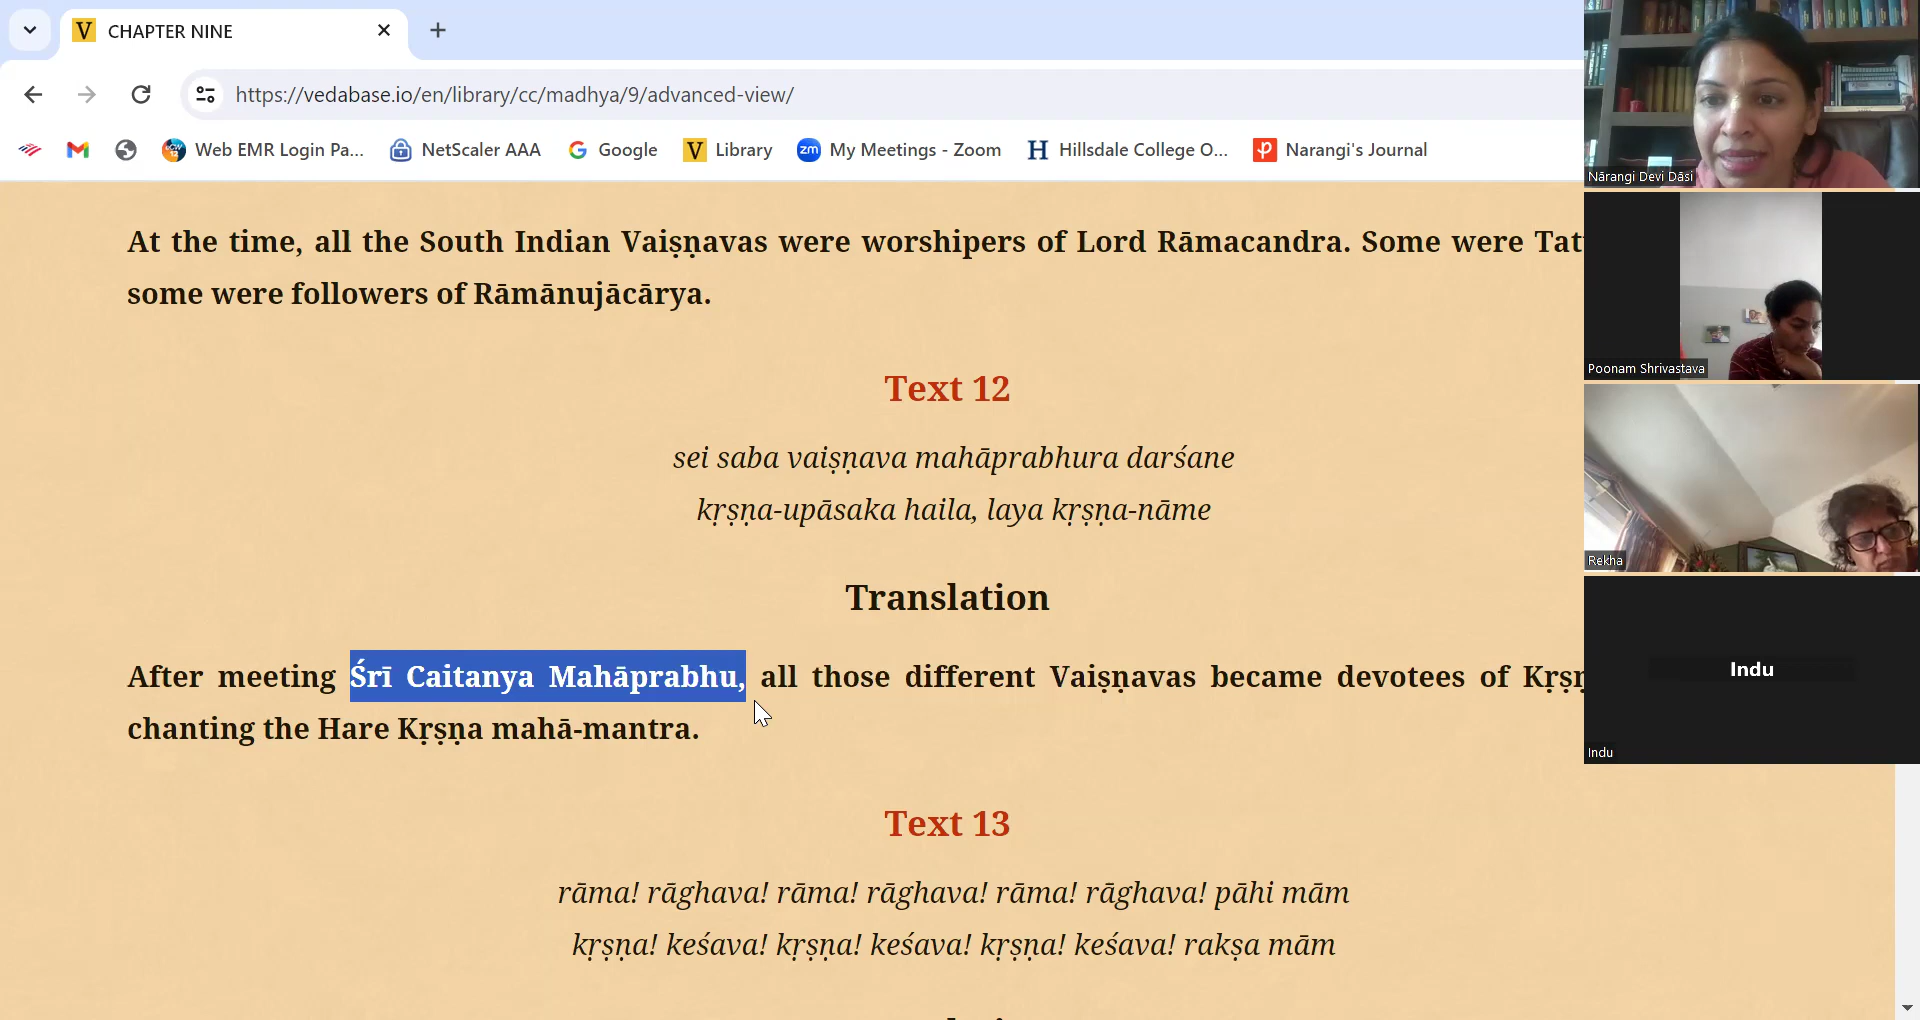 CHAPTER NINE
https://vedabase.io/en/library/cc/madhya/9/advanced-view/
Web EMR Login Pa...
NetScaler AAA
Google
Library
My Meetings - Zoom
Hillsdale College O...
Narangi's Journal
At the time, all the South Indian Vaiṣṇavas were worshipers of Lord Rāmacandra. Some were
some were followers of Rāmānujācārya.
Text 12
sei saba vaiṣṇava mahāprabhura darśane
kṛṣṇa-upāsaka haila, laya kṛṣṇa-nāme
Translation
After meeting Śrī Caitanya Mahāprabhu, all those different Vaiṣṇavas became devotees of
chanting the Hare Kṛṣṇa mahā-mantra.
Text 13
rāma! rāghava! rāma! rāghava! rāma! rāghava! pāhi mām
kṛṣṇa! keśava! kṛṣṇa! keśava! kṛṣṇa! keśava! rakṣa mām
Nārangi Devi Dāsi
Poonam Shrivastava
Rekha
Indu
Indu